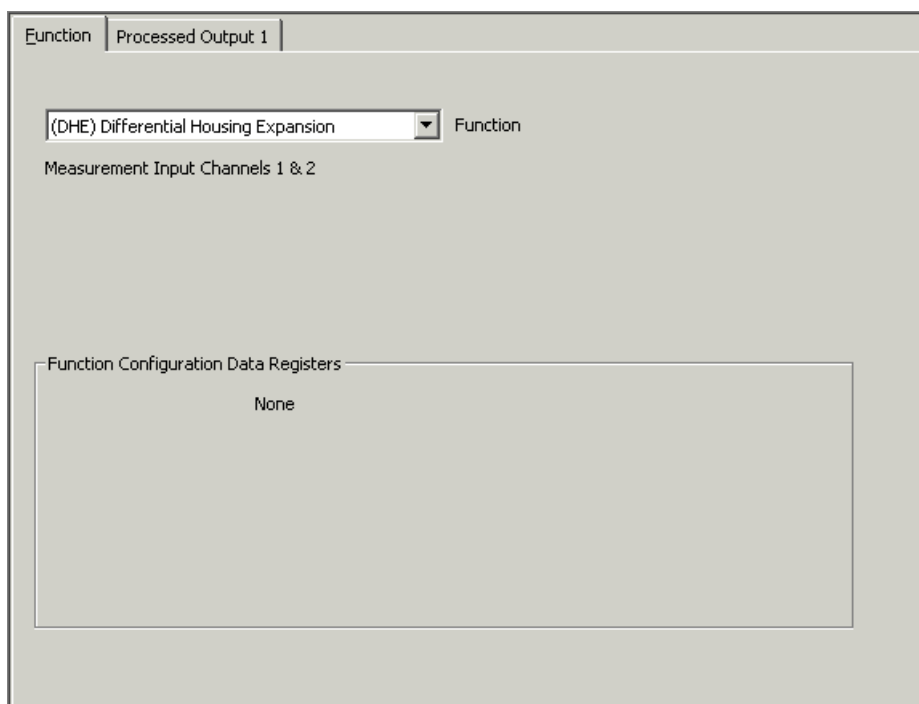 Function
Processed Output 1
(DHE) Differential Housing Expansion
Function
Measurement Input Channels 1 & 2
Function Configuration Data Registers
None